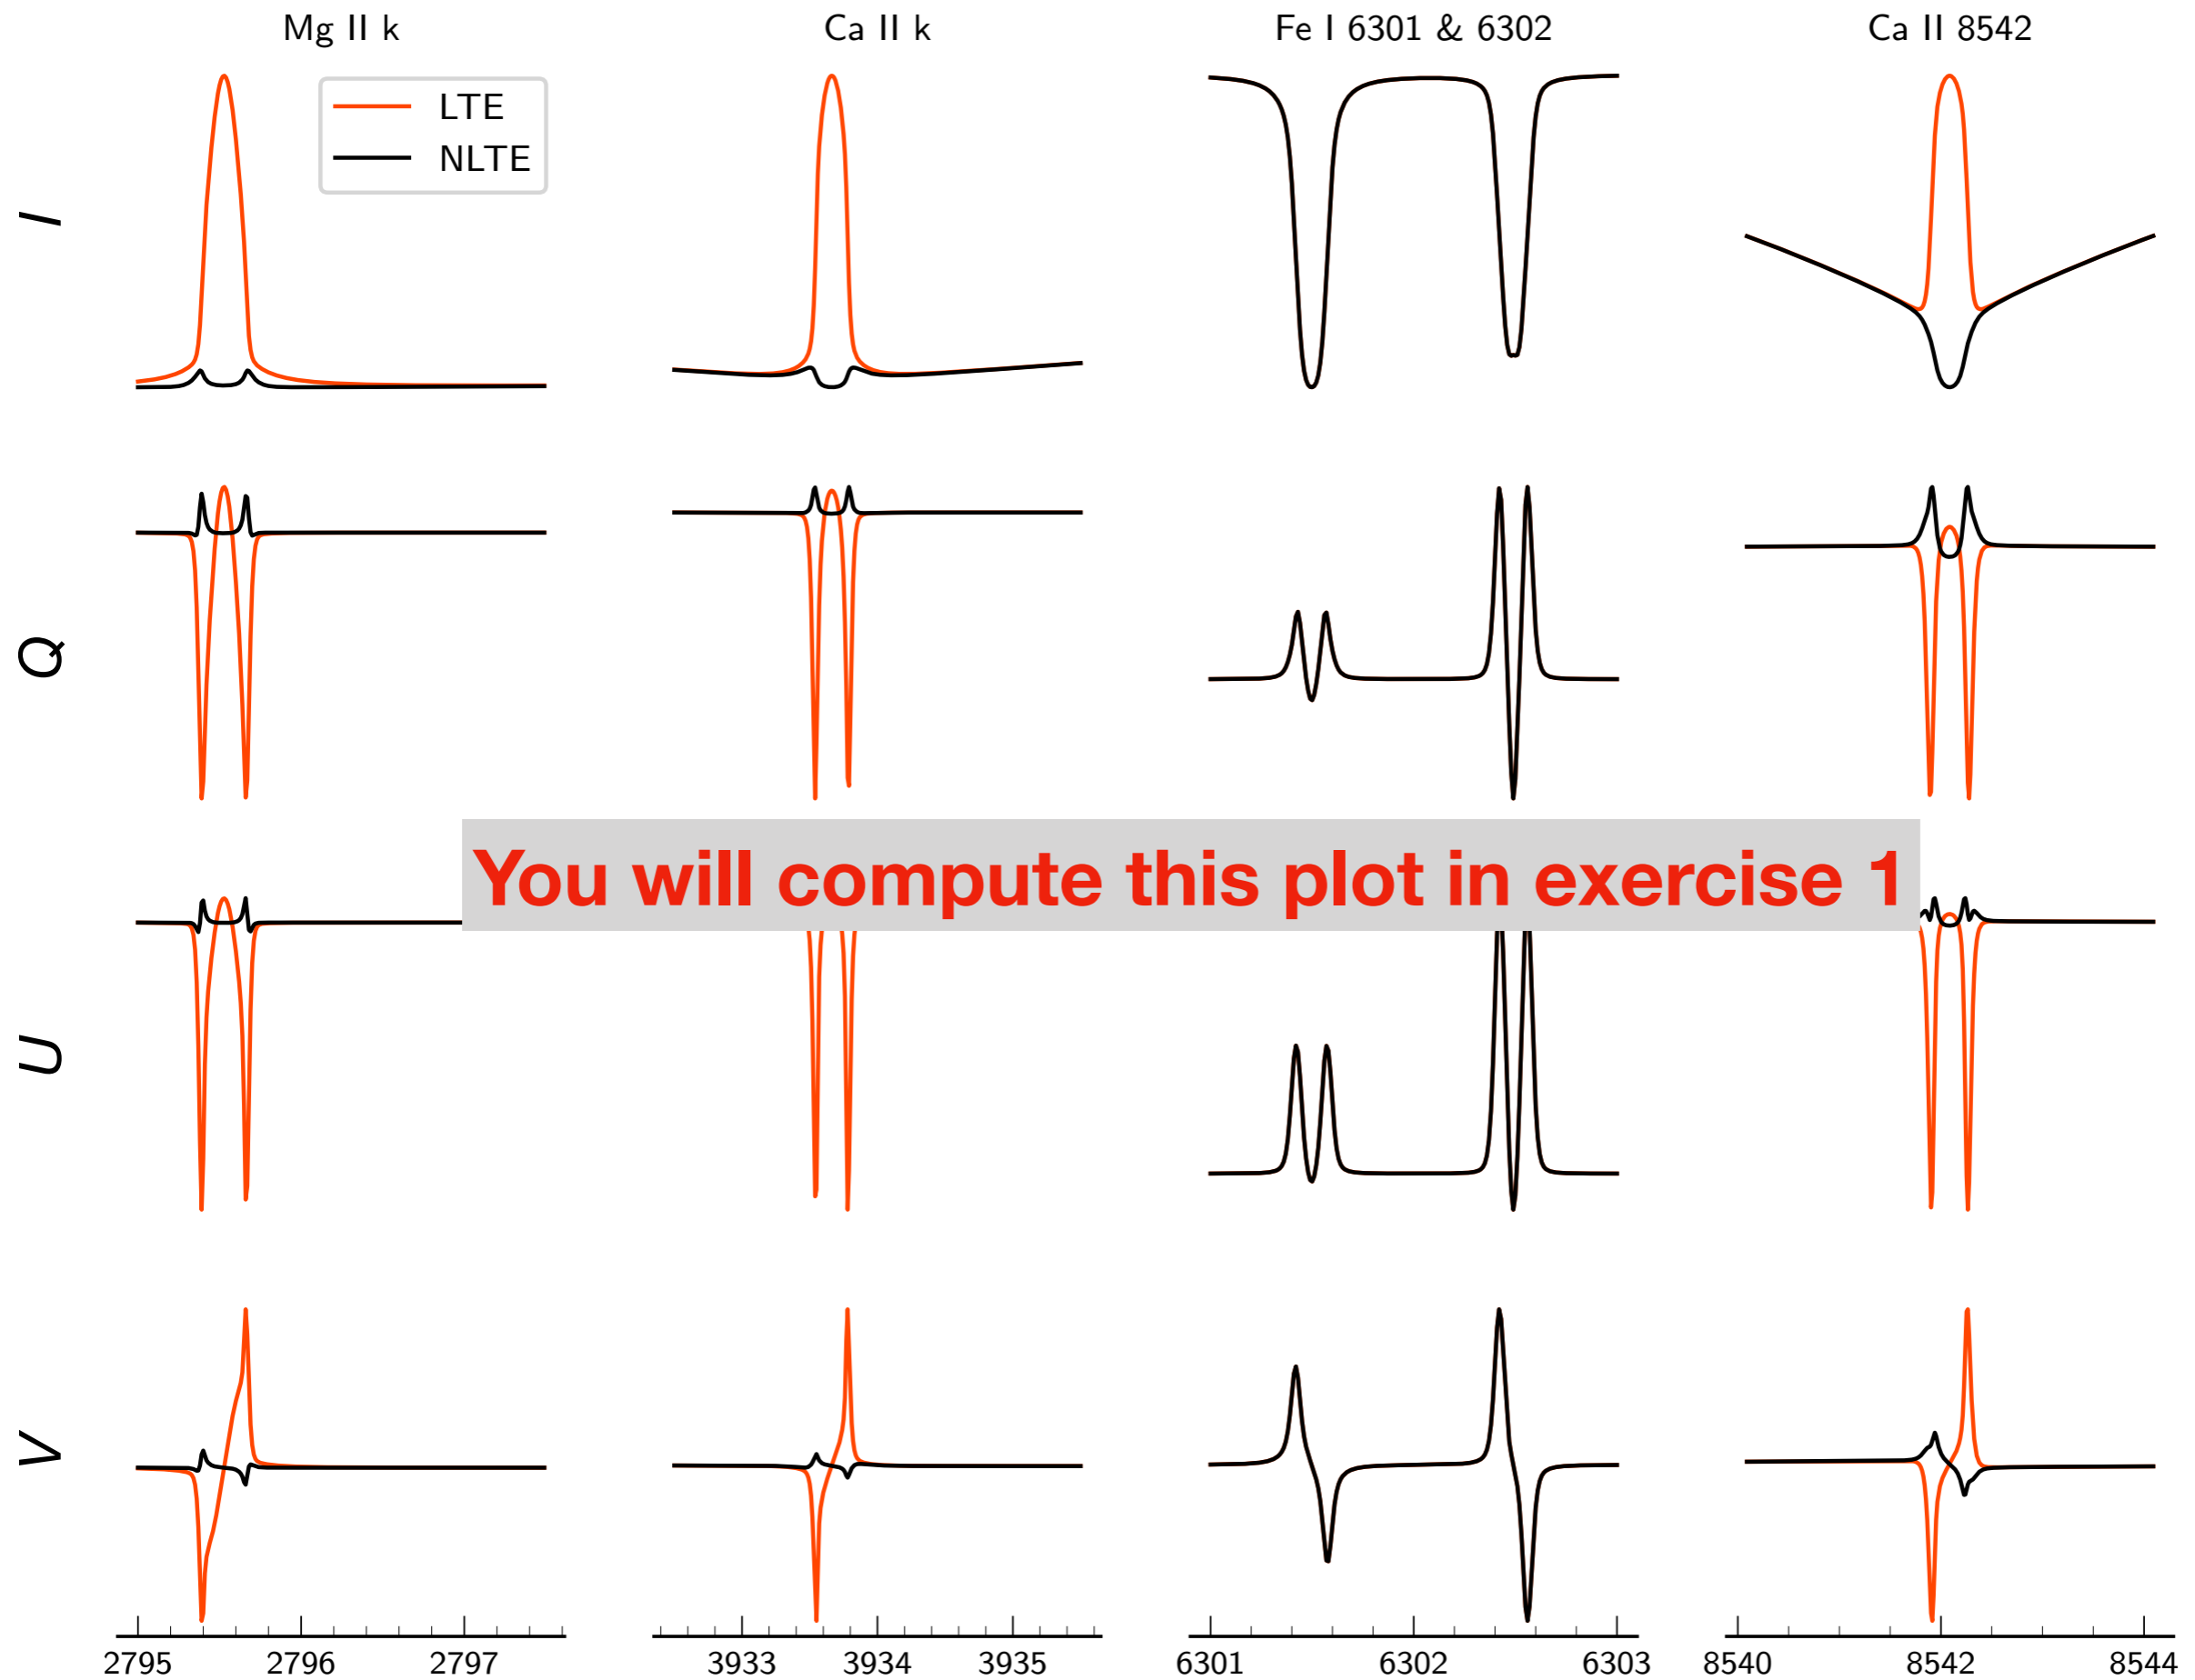 Mg II k
Ca II k
Fe I 6301 & 6302
Ca II 8542
LTE
NLTE
I
Q
You will compute this plot in exercise 1
U
V
2795 2796 2797
3933 3934 3935
6301 6302 6303
8540 8542 8544